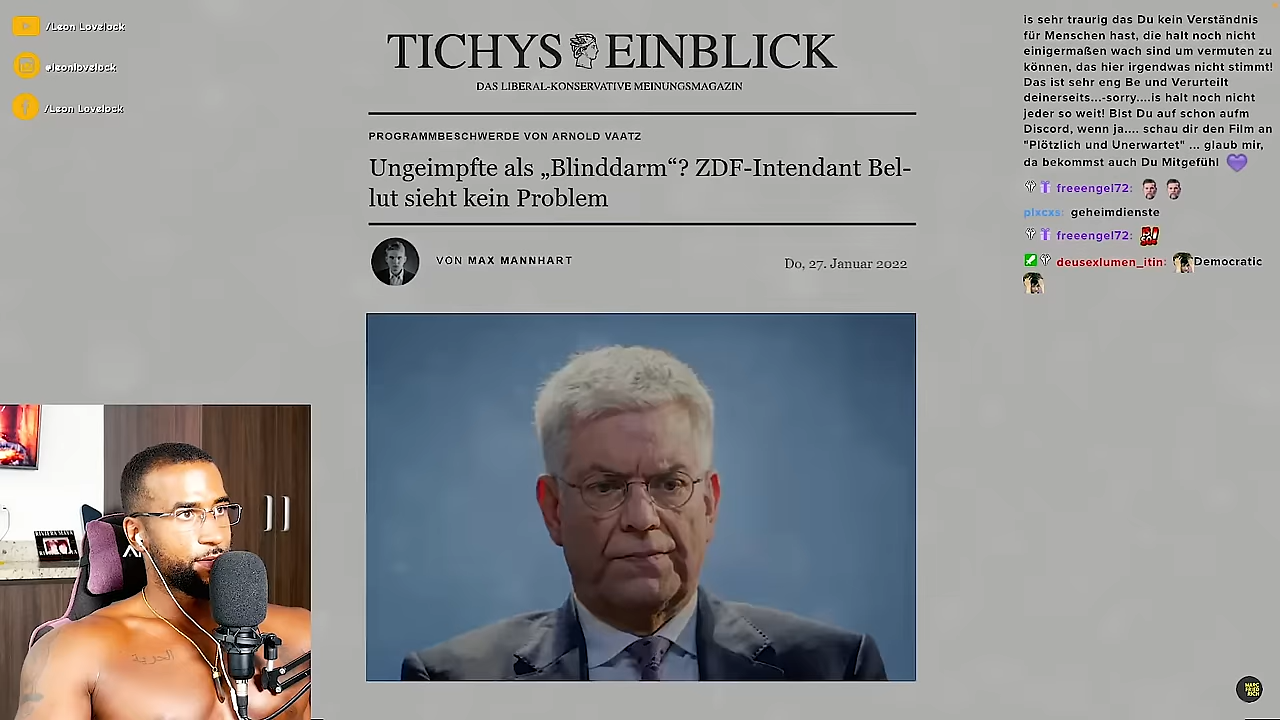 /Leon Lovelock
@leonlovelock
/Leon Lovelock
TICHYS EINBLICK
DAS LIBERAL-KONSERVATIVE MEINUNGSMAGAZIN
PROGRAMMBESCHWERDE VON ARNOLD VAATZ
Ungeimpfte als „Blinddarm“? ZDF-Intendant Bel-
lut sieht kein Problem
VON MAX MANNHART
Do, 27. Januar 2022
is sehr traurig das Du kein Verständnis
für Menschen hast, die halt noch nicht
einigermaßen wach sind um vermuten zu
können, das hier irgendwas nicht stimmt!
Das ist sehr eng Be und Verurteilt
deinerseits...-sorry....is halt noch nicht
jeder so weit! Bist Du auf schon aufm
Discord, wenn ja.... schau dir den Film an
"Plötzlich und Unerwartet" ... glaub mir,
da bekommst auch Du Mitgefühl
freeengel72:
plxcxs: geheimdienste
freeengel72:
deusexlumen_itin: Democratic
الحرية
MARC
FRIED
RICH